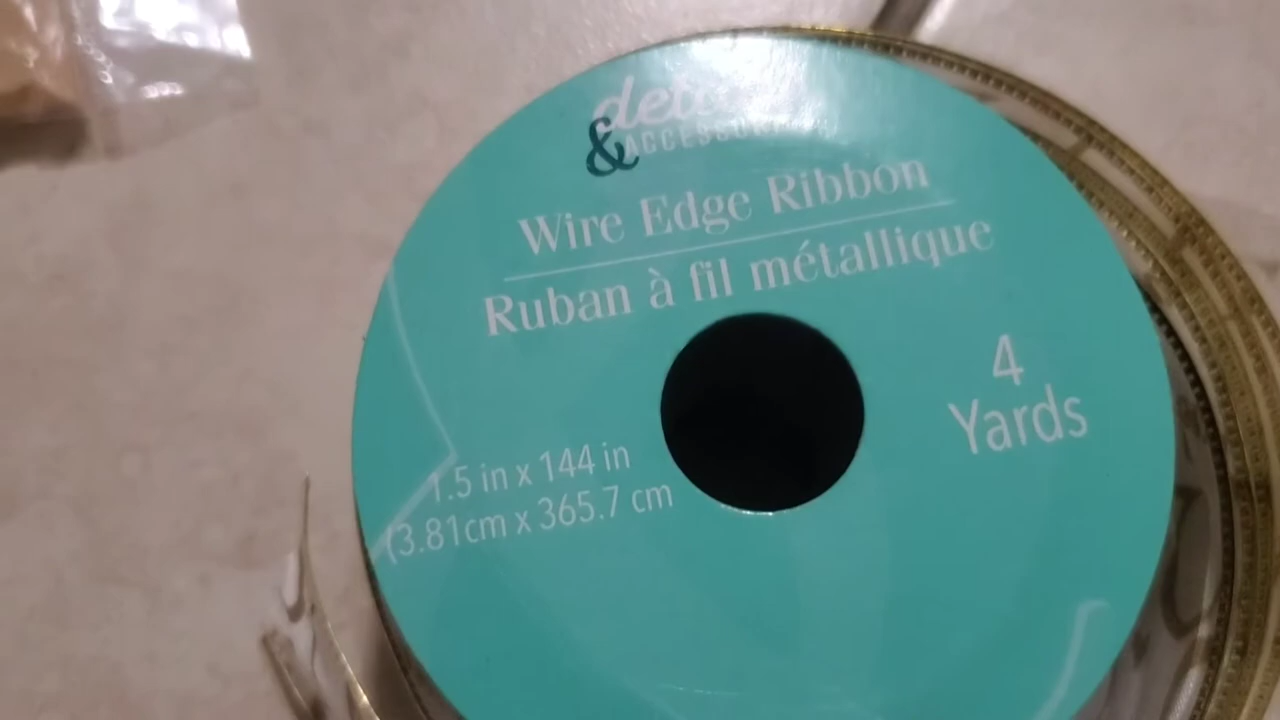 &
Wire Edge Ribbon
Ruban à fil métallique
4
Yards
1.5 in x 144 in
(3.81cm x 365.7 cm